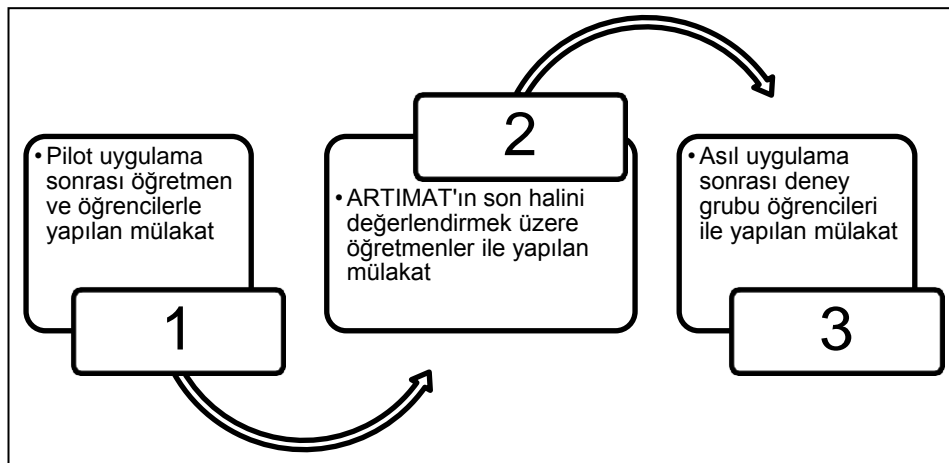 • Pilot uygulama
sonrası öğretmen
ve öğrencilerle
yapılan mülakat
1
2
• ARTIMAT'ın son halini
değerlendirmek üzere
öğretmenler ile yapılan
mülakat
• Asıl uygulama
sonrası deney
grubu öğrencileri
ile yapılan mülakat
3